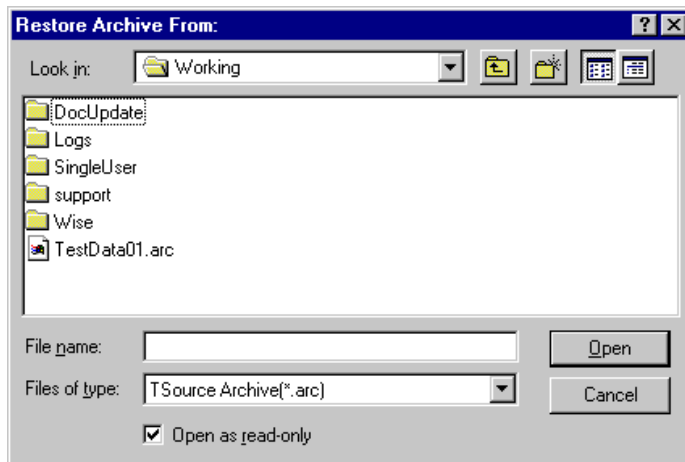 Restore Archive From:
Look in: Working
DocUpdate
Logs
SingleUser
support
Wise
TestData01.arc
File name: Open
Files of type: TSource Archive(*.arc) Cancel
Open as read-only